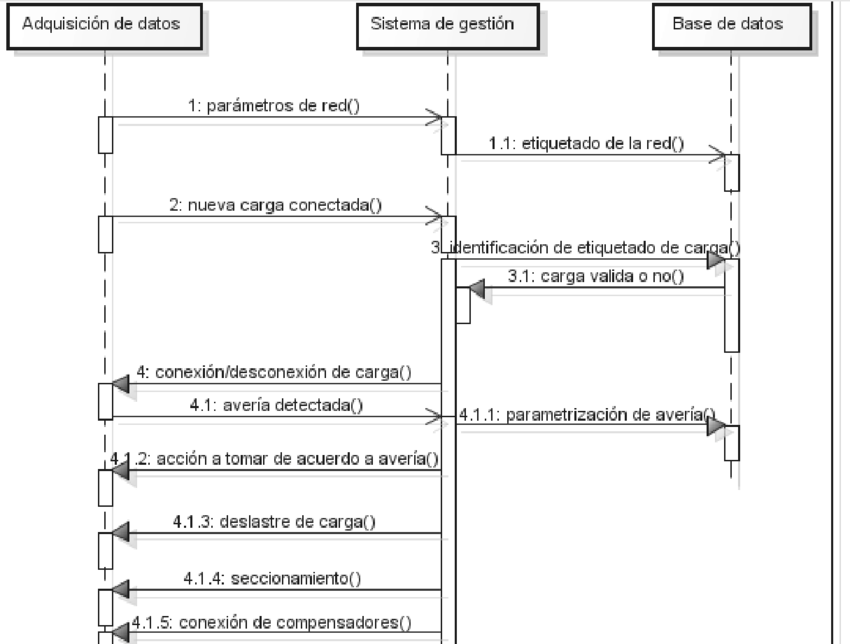 Adquisición de datos
Sistema de gestión
Base de datos
1: parámetros de red()
1.1: etiquetado de la red()
2: nueva carga conectada()
3: identificación de etiquetado de carga()
3.1: carga valida o no()
4: conexión/desconexión de carga()
4.1: avería detectada()
4.1.1: parametrización de avería()
4.1.2: acción a tomar de acuerdo a avería()
4.1.3: deslastre de carga()
4.1.4: seccionamiento()
4.1.5: conexión de compensadores()